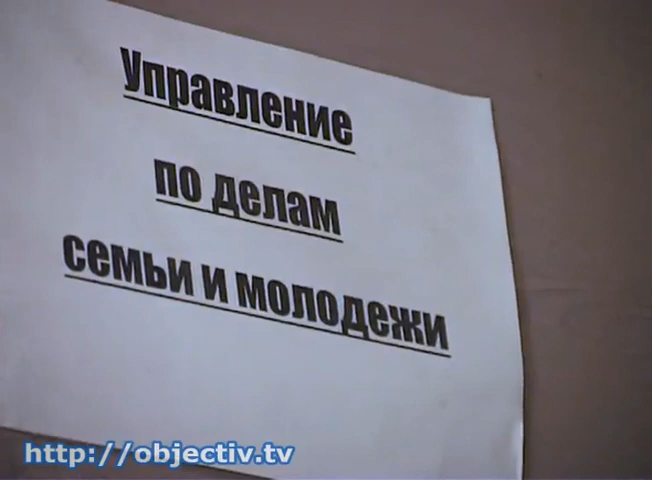 Управление
по делам
семьи и молодежи
http://objectiv.tv